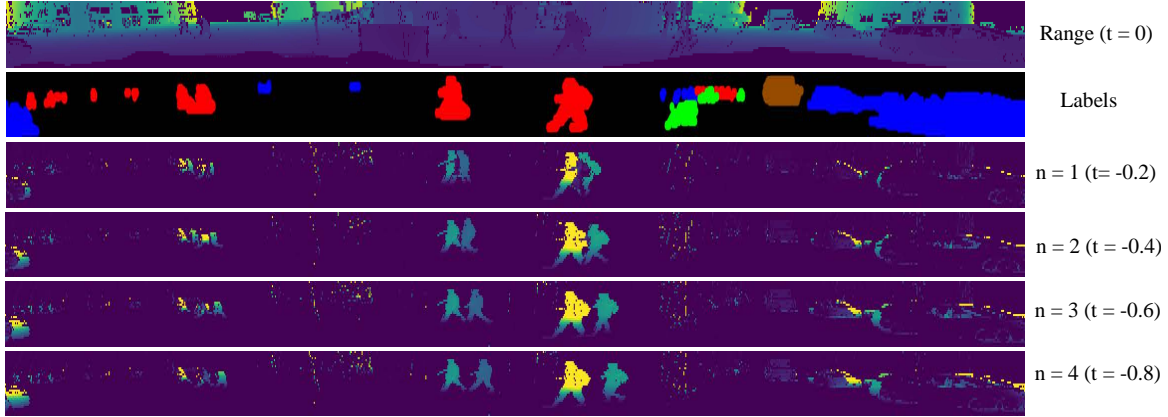 Range (t = 0)
Labels
n = 1 (t= -0.2)
n = 2 (t = -0.4)
n = 3 (t = -0.6)
n = 4 (t = -0.8)